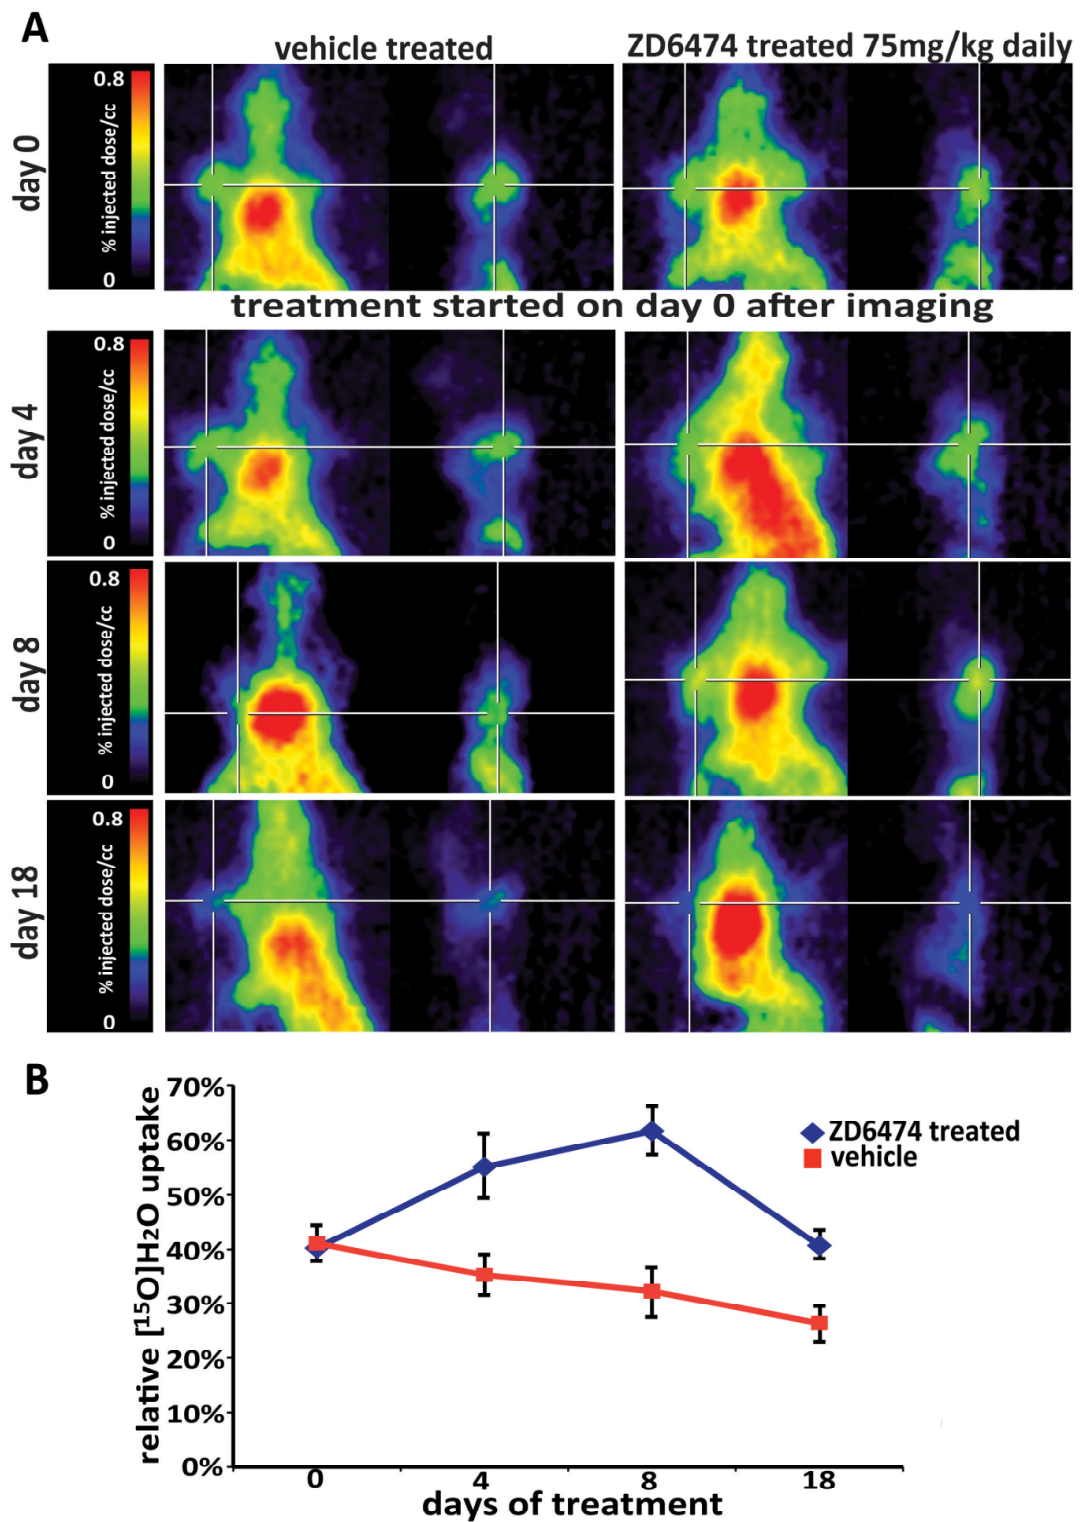 A
vehicle treated
ZD6474 treated 75mg/kg daily
day 0
0.8
% injected dose/cc
0
treatment started on day 0 after imaging
day 4
0.8
% injected dose/cc
0
day 8
0.8
% injected dose/cc
0
day 18
0.8
% injected dose/cc
0
B
relative [¹⁵O]H₂O uptake
70%
60%
50%
40%
30%
20%
10%
0%
ZD6474 treated
vehicle
0 4 8 18
days of treatment